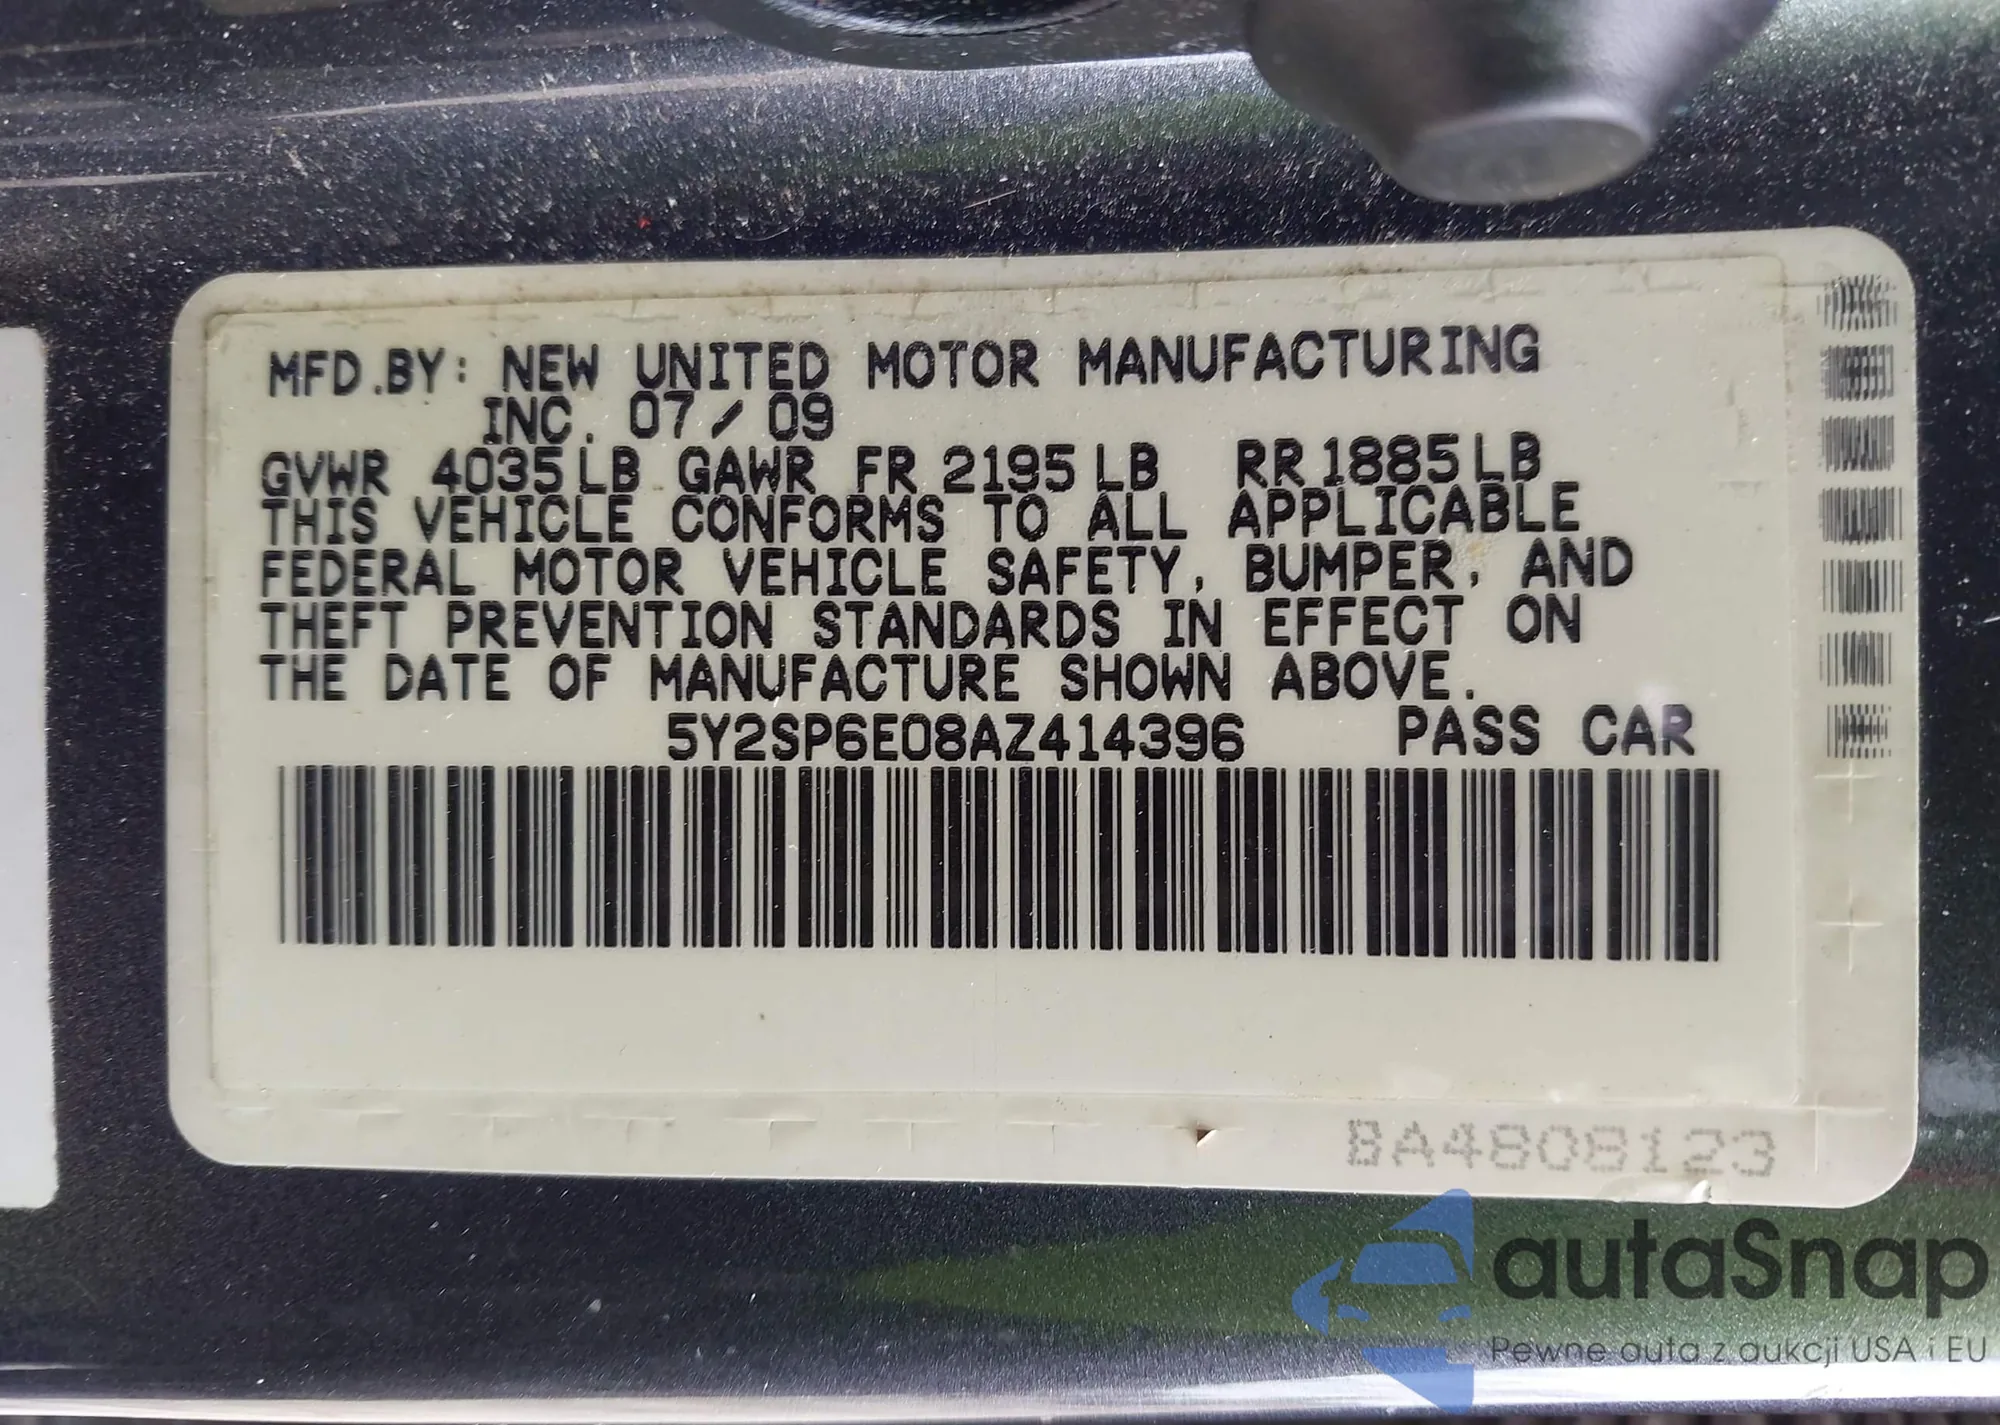 MFD.BY: NEW UNITED MOTOR MANUFACTURING
INC. 07/09
GVWR 4035LB GAWR FR 2195LB RR1885LB
THIS VEHICLE CONFORMS TO ALL APPLICABLE
FEDERAL MOTOR VEHICLE SAFETY, BUMPER, AND
THEFT PREVENTION STANDARDS IN EFFECT ON
THE DATE OF MANUFACTURE SHOWN ABOVE.
5Y2SP6E08AZ414396 PASS CAR
BA4808123
autaSnap
Pewne auta z aukcji USA i EU